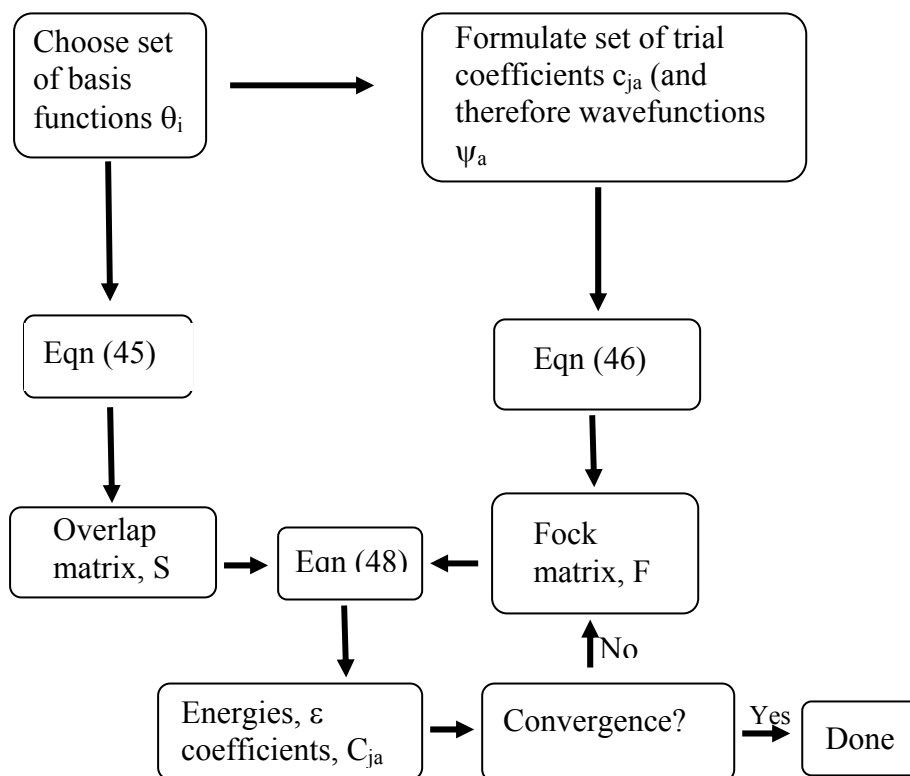 Choose set
of basis
functions θᵢ
Formulate set of trial
coefficients cⱼₐ (and
therefore wavefunctions
ψₐ
Eqn (45)
Eqn (46)
Overlap
matrix, S
Eqn (48)
Fock
matrix, F
No
Energies, ε
coefficients, Cⱼₐ
Convergence?
Yes
Done